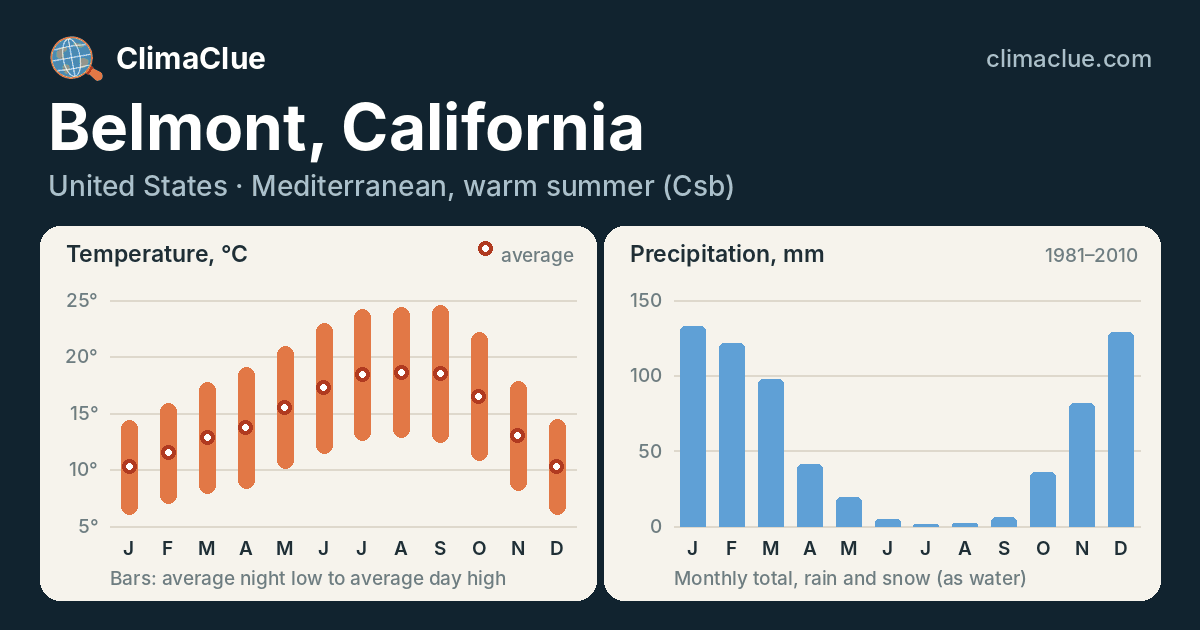 ClimaClue
climaclue.com
Belmont, California
United States · Mediterranean, warm summer (Csb)
Temperature, °C
average
25°
20°
15°
10°
5°
J F M A M J J A S O N D
Bars: average night low to average day high
Precipitation, mm
1981–2010
150
100
50
0
J F M A M J J A S O N D
Monthly total, rain and snow (as water)